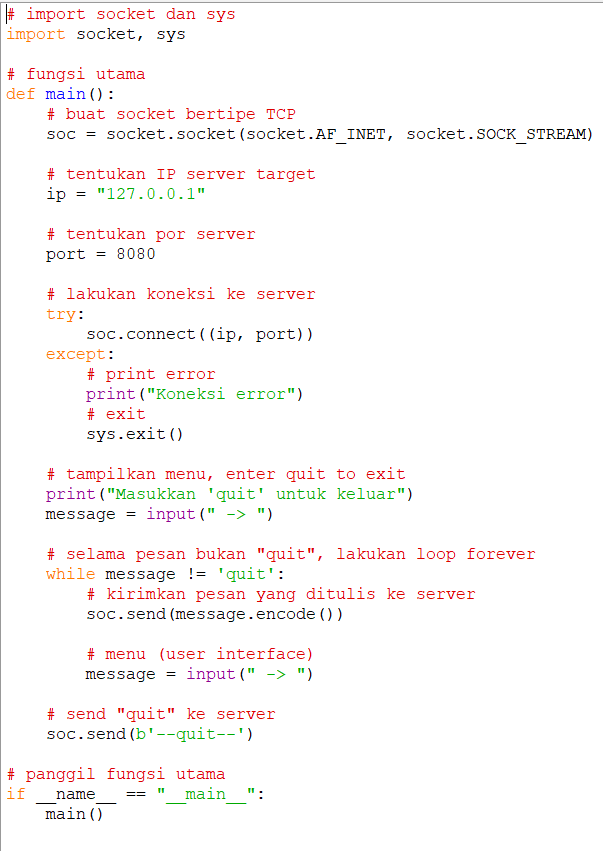 # import socket dan sys
import socket, sys

# fungsi utama
def main():
    # buat socket bertipe TCP
    soc = socket.socket(socket.AF_INET, socket.SOCK_STREAM)

    # tentukan IP server target
    ip = "127.0.0.1"

    # tentukan por server
    port = 8080

    # lakukan koneksi ke server
    try:
        soc.connect((ip, port))
    except:
        # print error
        print("Koneksi error")
        # exit
        sys.exit()

    # tampilkan menu, enter quit to exit
    print("Masukkan 'quit' untuk keluar")
    message = input(" -> ")

    # selama pesan bukan "quit", lakukan loop forever
    while message != 'quit':
        # kirimkan pesan yang ditulis ke server
        soc.send(message.encode())

        # menu (user interface)
        message = input(" -> ")

    # send "quit" ke server
    soc.send(b'--quit--')

# panggil fungsi utama
if __name__ == "__main__":
    main()